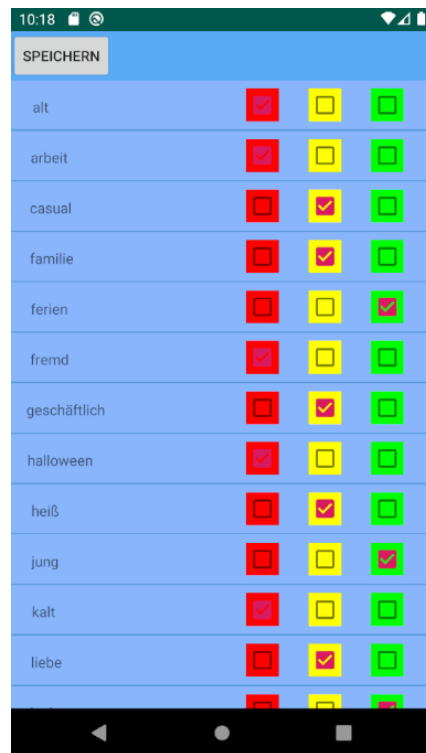 10:18
SPEICHERN
alt
arbeit
casual
familie
ferien
fremd
geschäftlich
halloween
heiß
jung
kalt
liebe